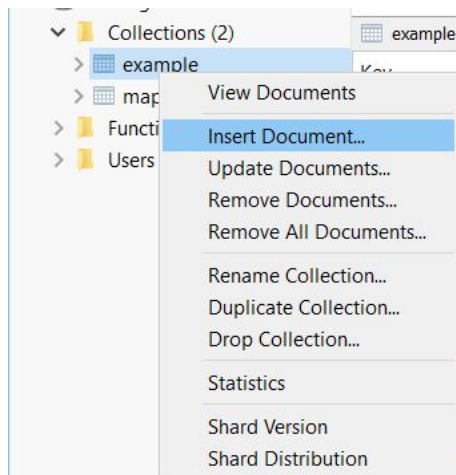 Collections (2)
example
example
map
View Documents
Functi
Insert Document...
Users
Update Documents...
Remove Documents...
Remove All Documents...
Rename Collection...
Duplicate Collection...
Drop Collection...
Statistics
Shard Version
Shard Distribution